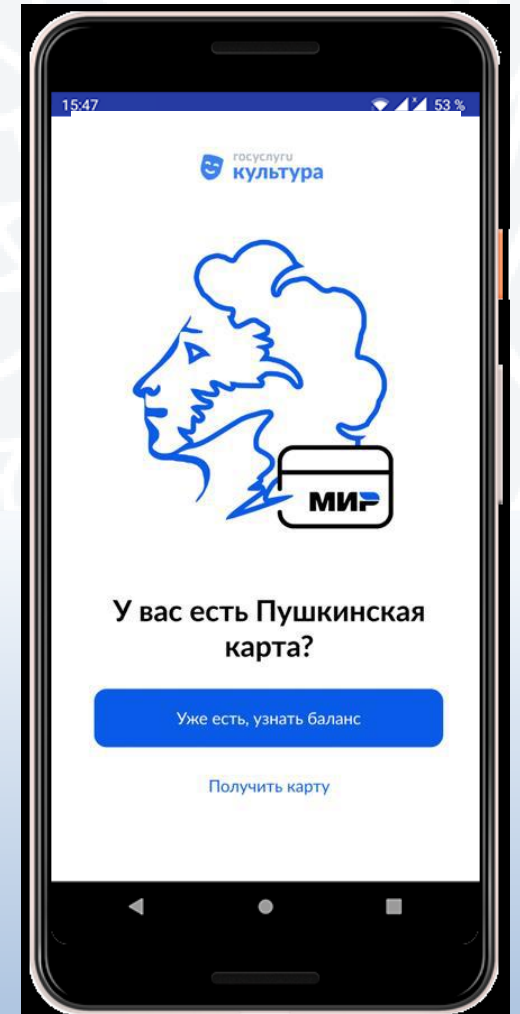 15:47
53 %
госуслуги
культура
МИР
У вас есть Пушкинская
карта?
Уже есть, узнать баланс
Получить карту